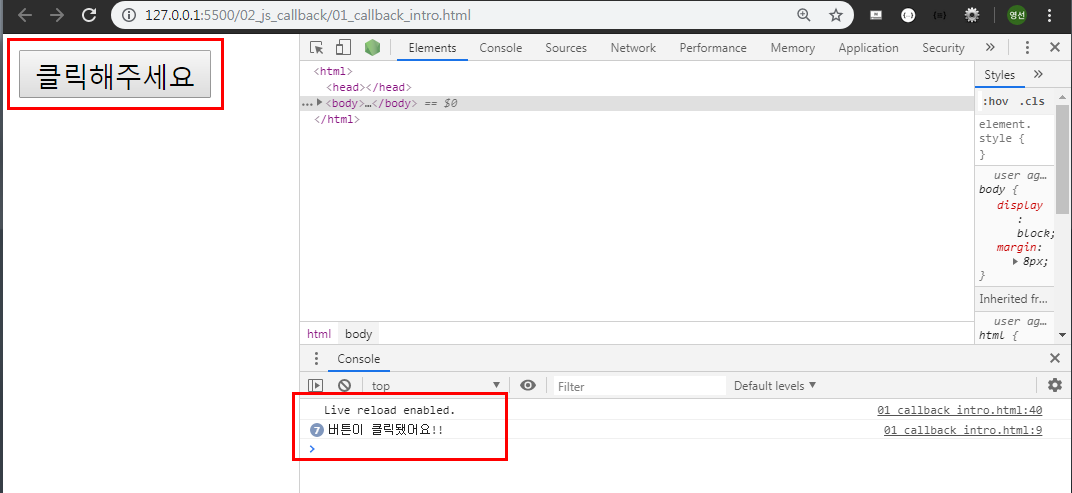 127.0.0.1:5500/02_js_callback/01_callback_intro.html
영선
클릭해주세요
Elements Console Sources Network Performance Memory Application Security »
<html>
<head></head>
… ▶<body>…</body> == $0
</html>
html body
Styles »
:hov .cls
element.
style {
}
user ag…
body {
display
:
block;
margin:
▶ 8px;
}
Inherited fr…
user ag…
html {
Console
top ▼ Filter Default levels ▼
Live reload enabled. 01 callback intro.html:40
7 버튼이 클릭됐어요!! 01 callback intro.html:9
>